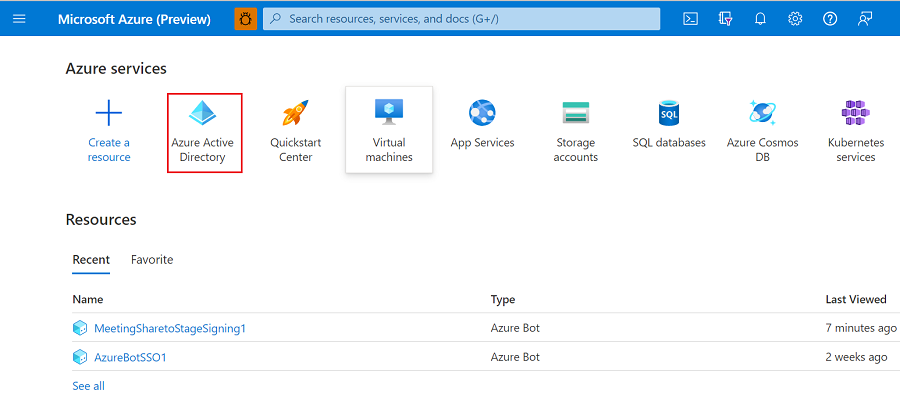 Microsoft Azure (Preview) Search resources, services, and docs (G+/)
Azure services
Create a resource
Azure Active Directory
Quickstart Center
Virtual machines
App Services
Storage accounts
SQL databases
Azure Cosmos DB
Kubernetes services
Resources
Recent Favorite
Name Type Last Viewed
MeetingSharetoStageSigning1 Azure Bot 7 minutes ago
AzureBotSSO1 Azure Bot 2 weeks ago
See all